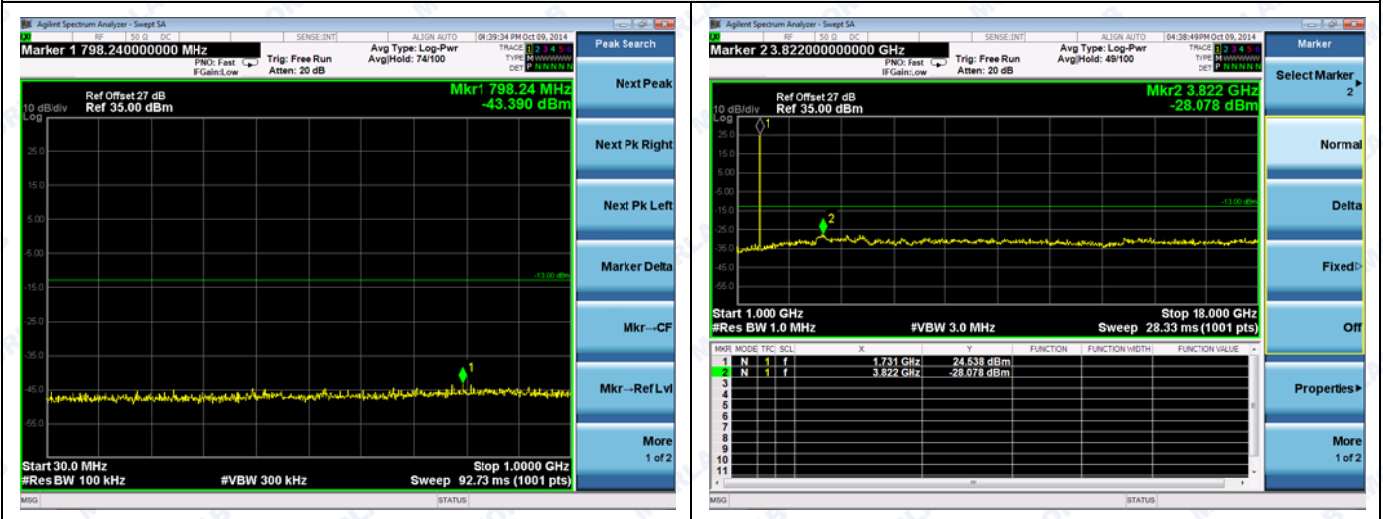 Agilent Spectrum Analyzer - Swept SA
RF 50 Ω DC SENSE:INT ALIGN AUTO 04:39:34 PM Oct 09, 2014
Marker 1 798.240000000 MHz
PNO: Fast
IFGain:Low
Trig: Free Run
Atten: 20 dB
Avg Type: Log-Pwr
Avg|Hold: 74/100
TRACE 1 2 3 4 5 6
TYPE M WWWWW
DET P N N N N N
Peak Search
Next Peak
Next Pk Right
Next Pk Left
Marker Delta
Mkr→CF
Mkr→Ref Lvl
More
1 of 2
Mkr1 798.24 MHz
-43.390 dBm
Ref Offset 27 dB
10 dB/div Ref 35.00 dBm
Log
25.0
15.0
5.00
-5.00
-13.00 dBm
-15.0
-25.0
-35.0
1
-45.0
-55.0
Start 30.0 MHz Stop 1.0000 GHz
#Res BW 100 kHz #VBW 300 kHz Sweep 92.73 ms (1001 pts)
MSG STATUS
Agilent Spectrum Analyzer - Swept SA
RF 50 Ω DC SENSE:INT ALIGN AUTO 04:38:49PM Oct 09, 2014
Marker 2 3.822000000000 GHz
PNO: Fast
IFGain:Low
Trig: Free Run
Atten: 20 dB
Avg Type: Log-Pwr
Avg|Hold: 49/100
TRACE 1 2 3 4 5 6
TYPE M WWWWW
DET P N N N N N
Marker
Select Marker
2
Normal
Delta
Fixed
Off
Properties
More
1 of 2
Mkr2 3.822 GHz
-28.078 dBm
Ref Offset 27 dB
10 dB/div Ref 35.00 dBm
Log
1
25.0
15.0
5.00
-5.00
-13.00 dBm
-15.0
2
-25.0
-35.0
-45.0
-55.0
Start 1.000 GHz Stop 18.000 GHz
#Res BW 1.0 MHz #VBW 3.0 MHz Sweep 28.33 ms (1001 pts)
MKR MODE TRC SCL X Y FUNCTION FUNCTION WIDTH FUNCTION VALUE
1 N 1 f 1.731 GHz 24.538 dBm
2 N 1 f 3.822 GHz -28.078 dBm
3
4
5
6
7
8
9
10
11
MSG STATUS